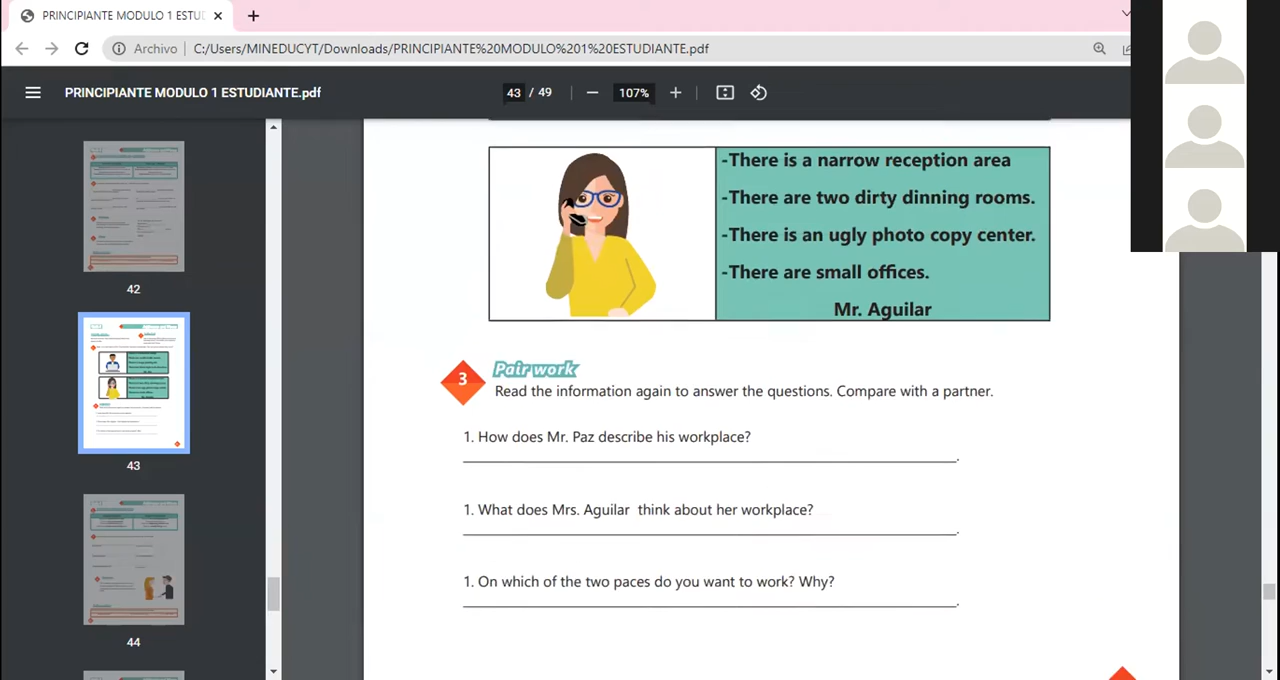 PRINCIPIANTE MODULO 1 ESTU
Archivo
C:/Users/MINEDUCYT/Downloads/PRINCIPIANTE%20MODULO%201%20ESTUDIANTE.pdf
PRINCIPIANTE MODULO 1 ESTUDIANTE.pdf
43 / 49
107%
42
43
44
-There is a narrow reception area
-There are two dirty dinning rooms.
-There is an ugly photo copy center.
-There are small offices.
Mr. Aguilar
3
Pair work
Read the information again to answer the questions. Compare with a partner.
1. How does Mr. Paz describe his workplace?
1. What does Mrs. Aguilar think about her workplace?
1. On which of the two paces do you want to work? Why?